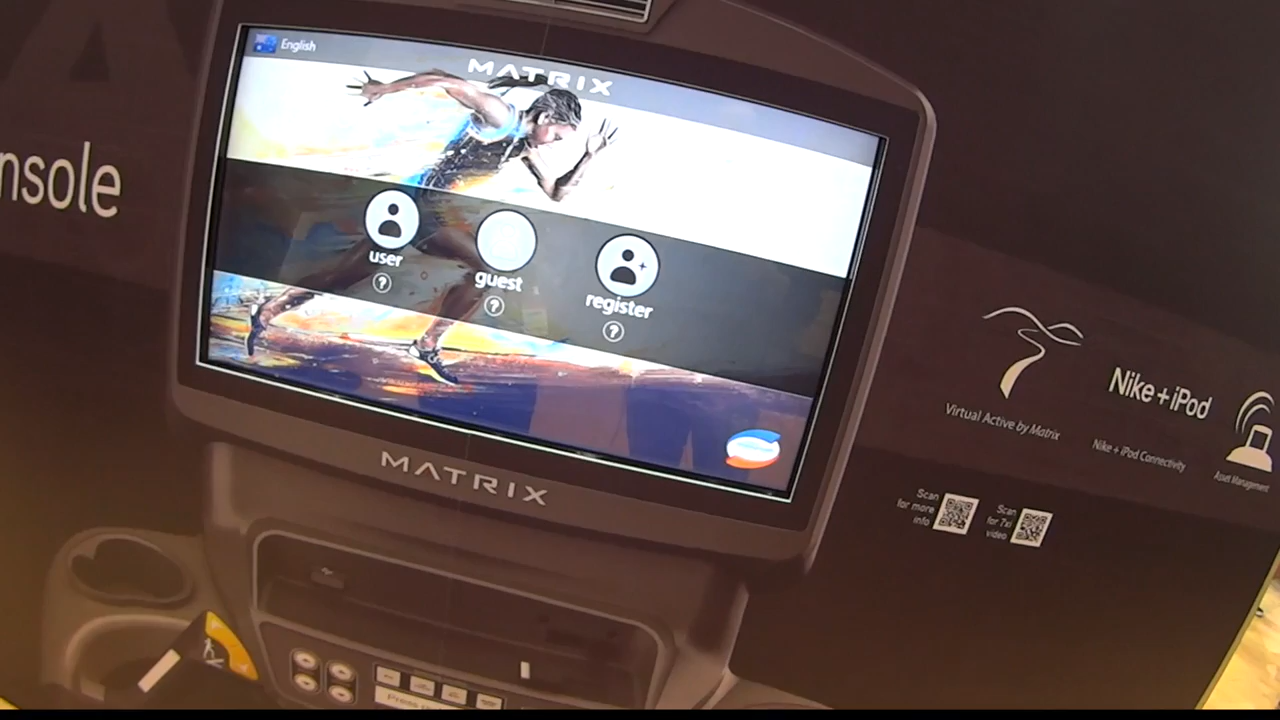 English
MATRIX
nsole
user
guest
register
?
?
?
MATRIX
Virtual Active by Matrix
Nike + iPod
Nike + iPod Connectivity
Asset Management
Scan
for more
info
Scan
for 7xi
video
Press